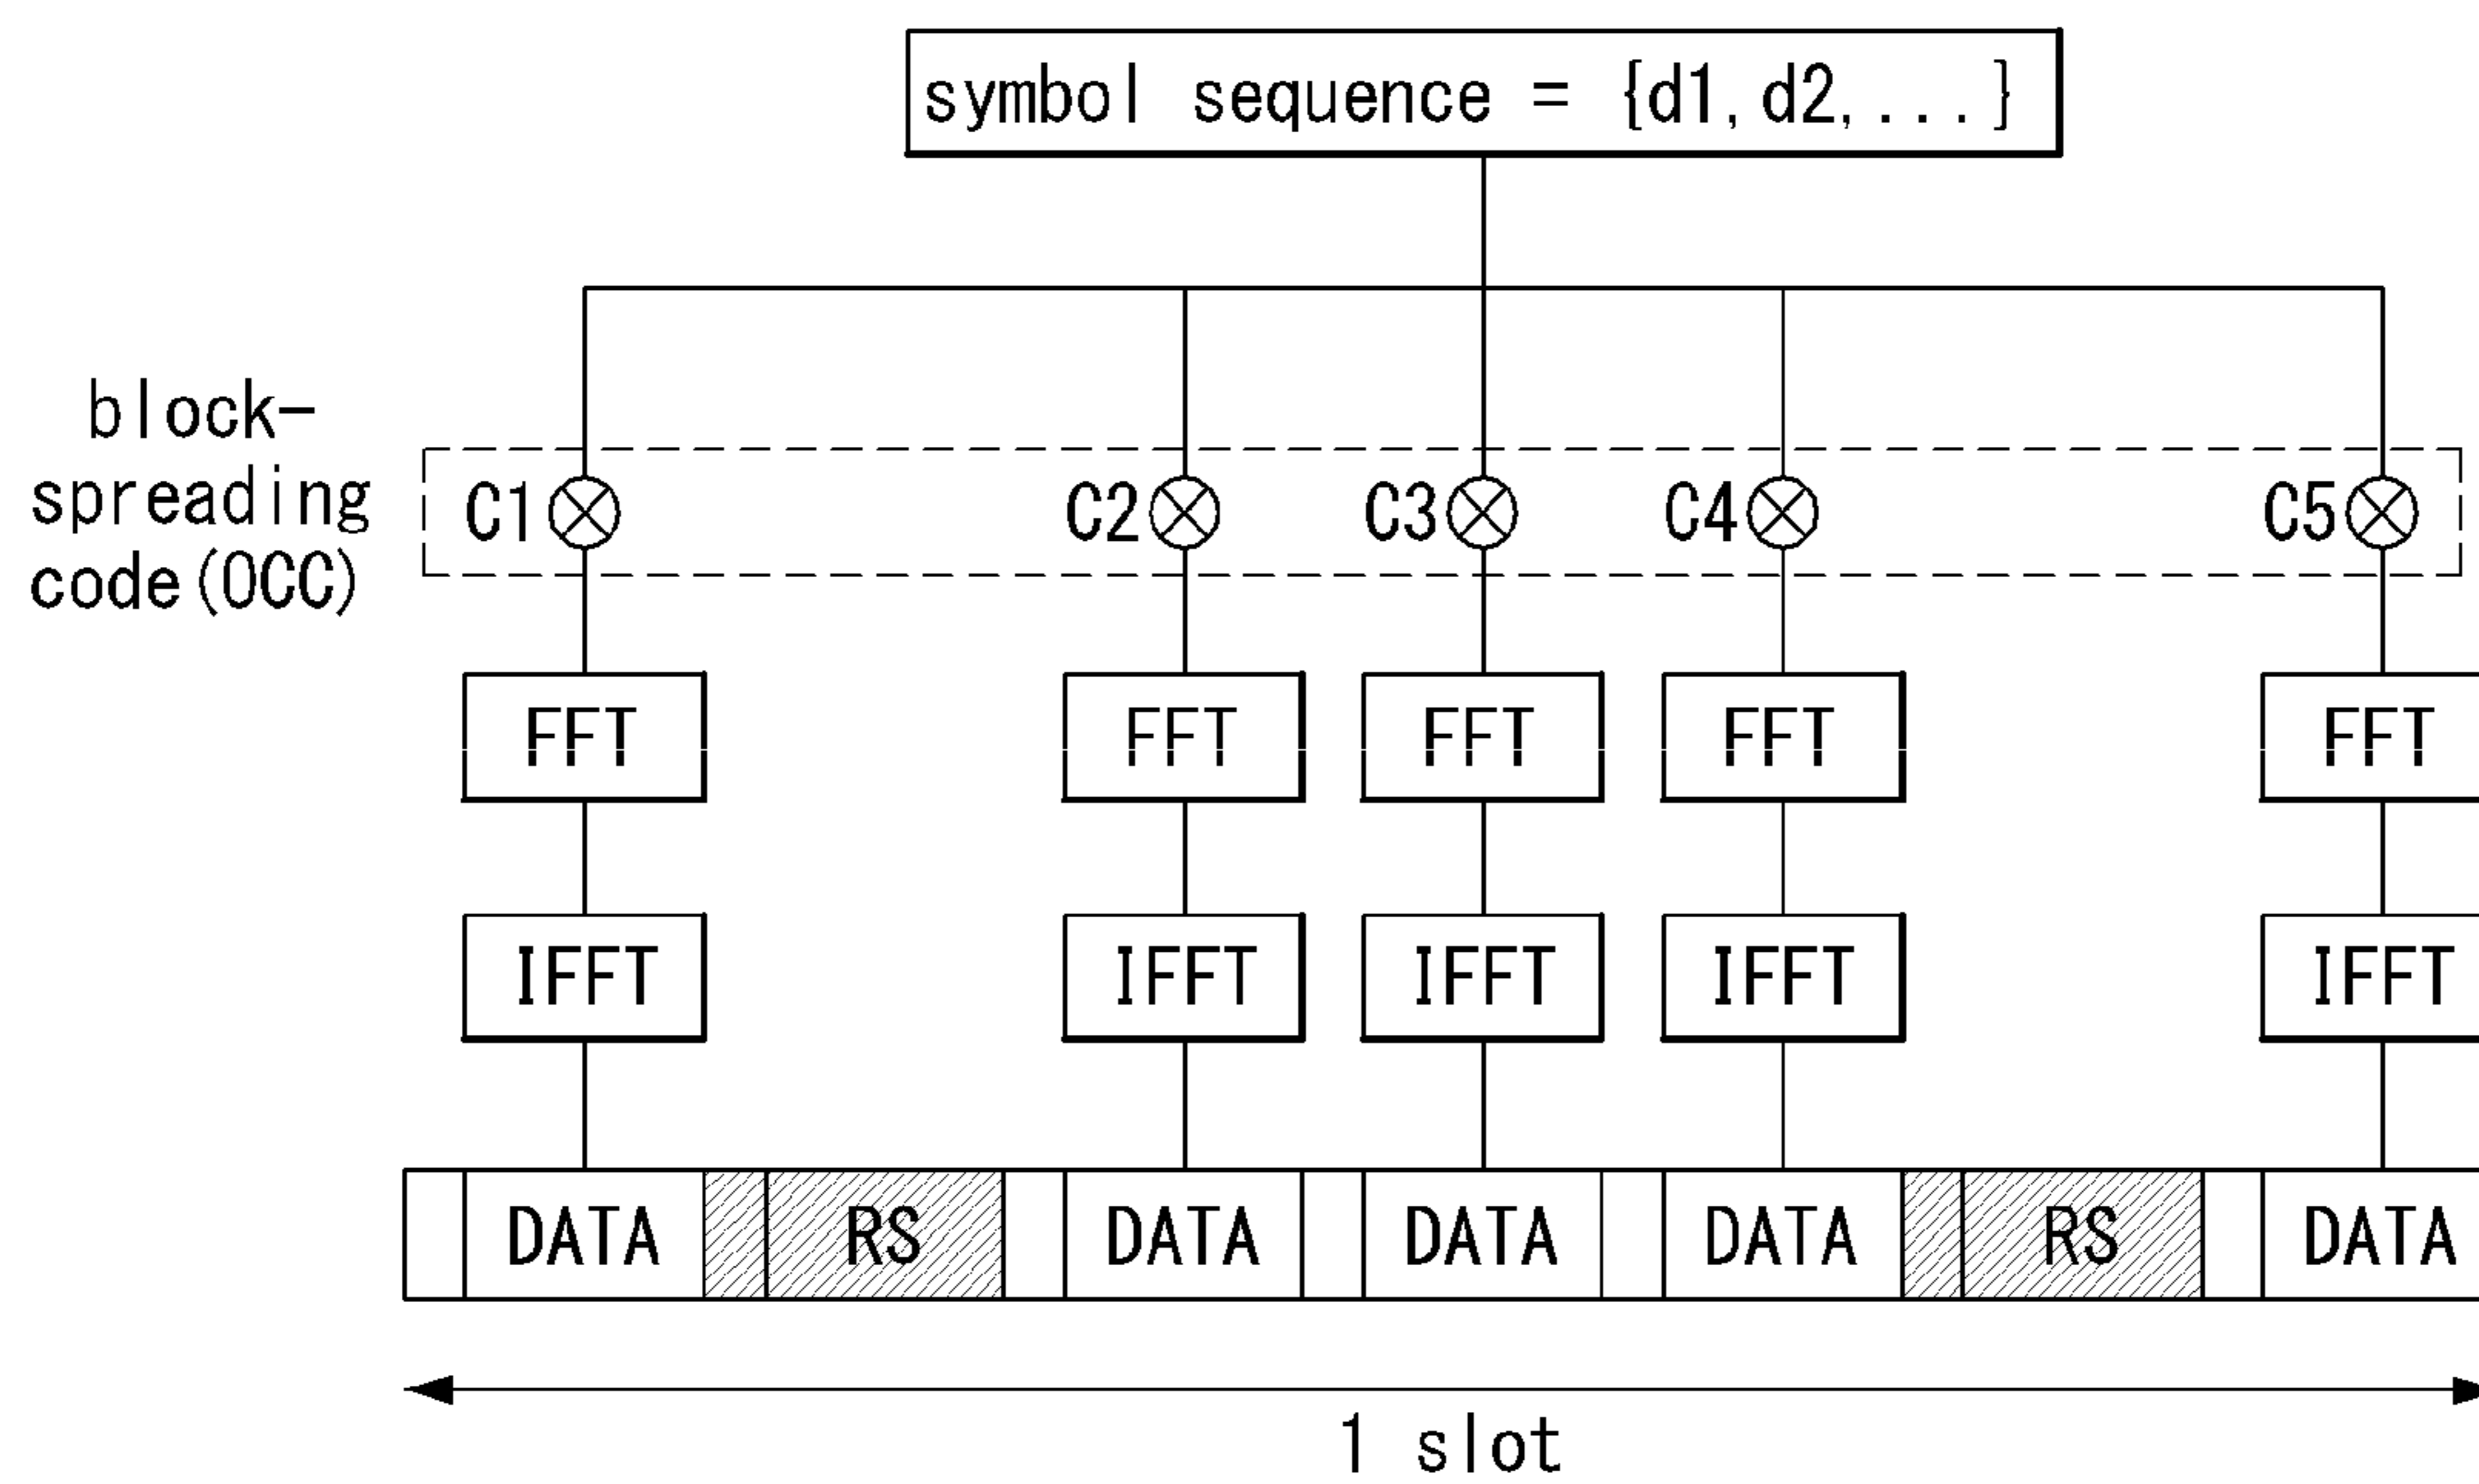 symbol sequence = {d1, d2, ... }
block-
spreading
code(OCC)
C1 C2 C3 C4 C5
FFT FFT FFT FFT FFT
IFFT IFFT IFFT IFFT IFFT
DATA RS DATA DATA DATA RS DATA
1 slot